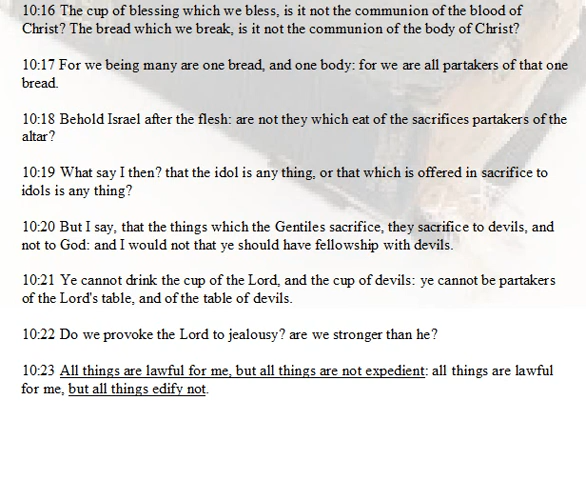 10:16 The cup of blessing which we bless, is it not the communion of the blood of
Christ? The bread which we break, is it not the communion of the body of Christ?
10:17 For we being many are one bread, and one body: for we are all partakers of that one
bread.
10:18 Behold Israel after the flesh: are not they which eat of the sacrifices partakers of the
altar?
10:19 What say I then? that the idol is any thing, or that which is offered in sacrifice to
idols is any thing?
10:20 But I say, that the things which the Gentiles sacrifice, they sacrifice to devils, and
not to God: and I would not that ye should have fellowship with devils.
10:21 Ye cannot drink the cup of the Lord, and the cup of devils: ye cannot be partakers
of the Lord's table, and of the table of devils.
10:22 Do we provoke the Lord to jealousy? are we stronger than he?
10:23 All things are lawful for me, but all things are not expedient: all things are lawful
for me, but all things edify not.